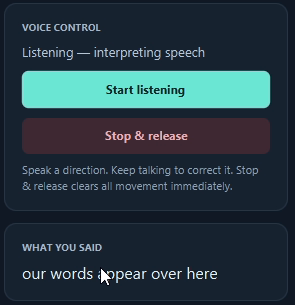 VOICE CONTROL
Listening — interpreting speech
Start listening
Stop & release
Speak a direction. Keep talking to correct it. Stop
& release clears all movement immediately.
WHAT YOU SAID
our words appear over here